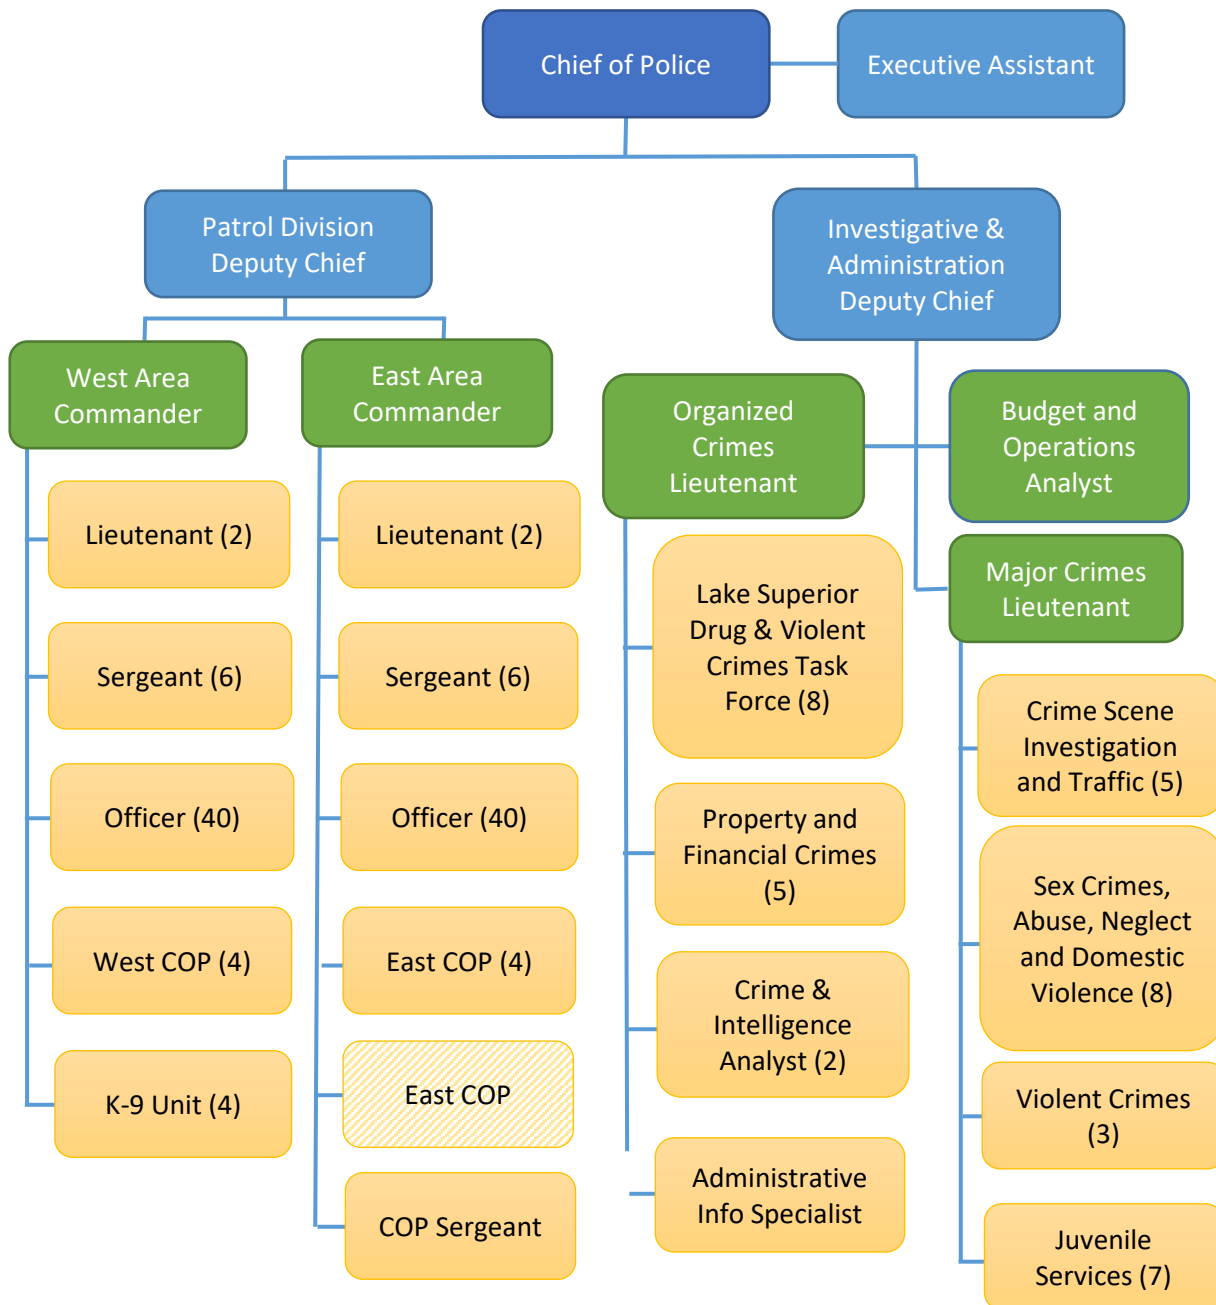 Chief of Police
Executive Assistant
Patrol Division
Deputy Chief
Investigative &
Administration
Deputy Chief
West Area
Commander
East Area
Commander
Organized
Crimes
Lieutenant
Budget and
Operations
Analyst
Lieutenant (2)
Sergeant (6)
Officer (40)
West COP (4)
K-9 Unit (4)
Lieutenant (2)
Sergeant (6)
Officer (40)
East COP (4)
East COP
COP Sergeant
Lake Superior
Drug & Violent
Crimes Task
Force (8)
Property and
Financial Crimes
(5)
Crime &
Intelligence
Analyst (2)
Administrative
Info Specialist
Major Crimes
Lieutenant
Crime Scene
Investigation
and Traffic (5)
Sex Crimes,
Abuse, Neglect
and Domestic
Violence (8)
Violent Crimes
(3)
Juvenile
Services (7)